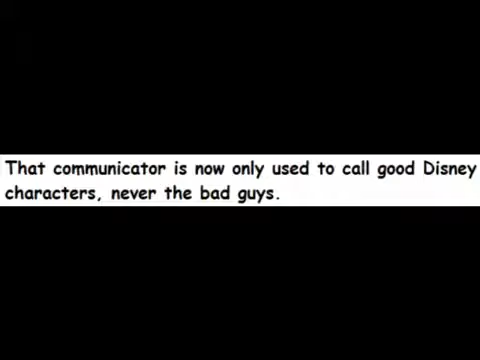 That communicator is now only used to call good Disney
characters, never the bad guys.